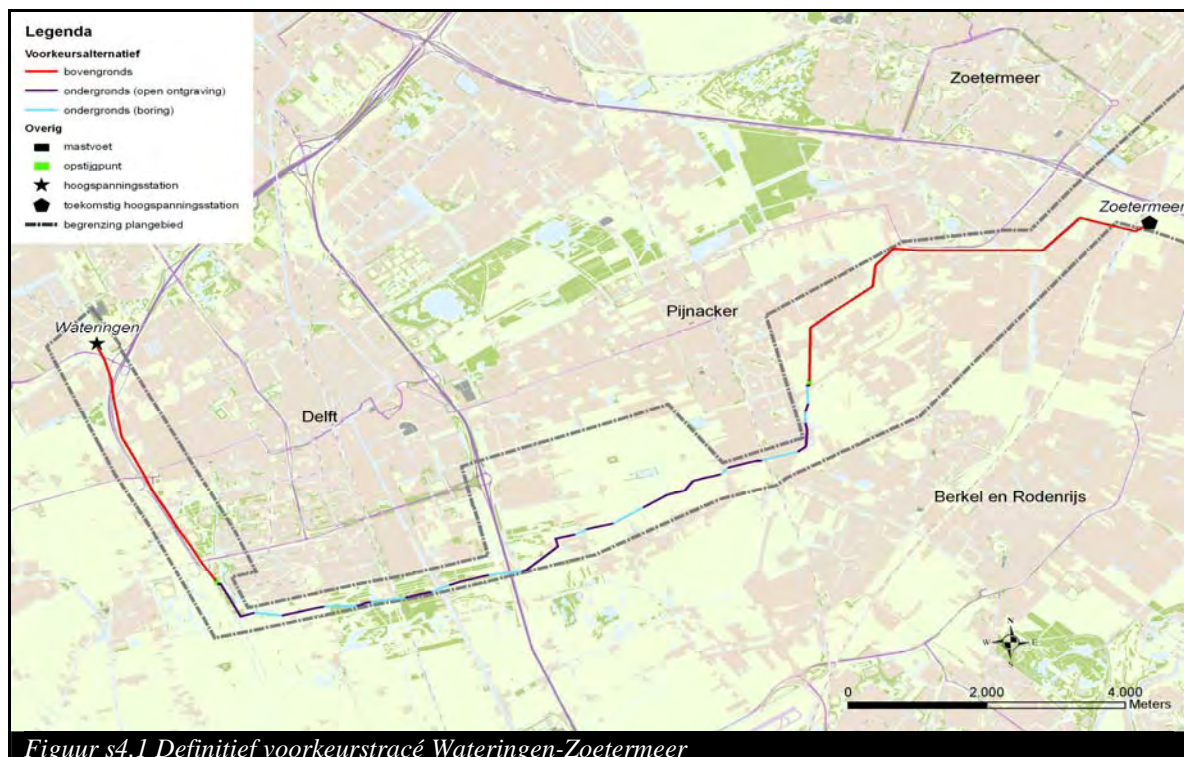 Legenda
Voorkeursalternatief
bovengronds
ondergronds (open ontgraving)
ondergronds (boring)
Overig
mastvoet
opstijgpunt
hoogspanningsstation
toekomstig hoogspanningsstation
begrenzing plangebied
Zoetermeer
Zoetermeer
Pijnacker
Wateringen
Delft
Berkel en Rodenrijs
N
W E
S
0 2.000 4.000
Meters
Figuur s4.1 Definitief voorkeurstracé Wateringen-Zoetermeer